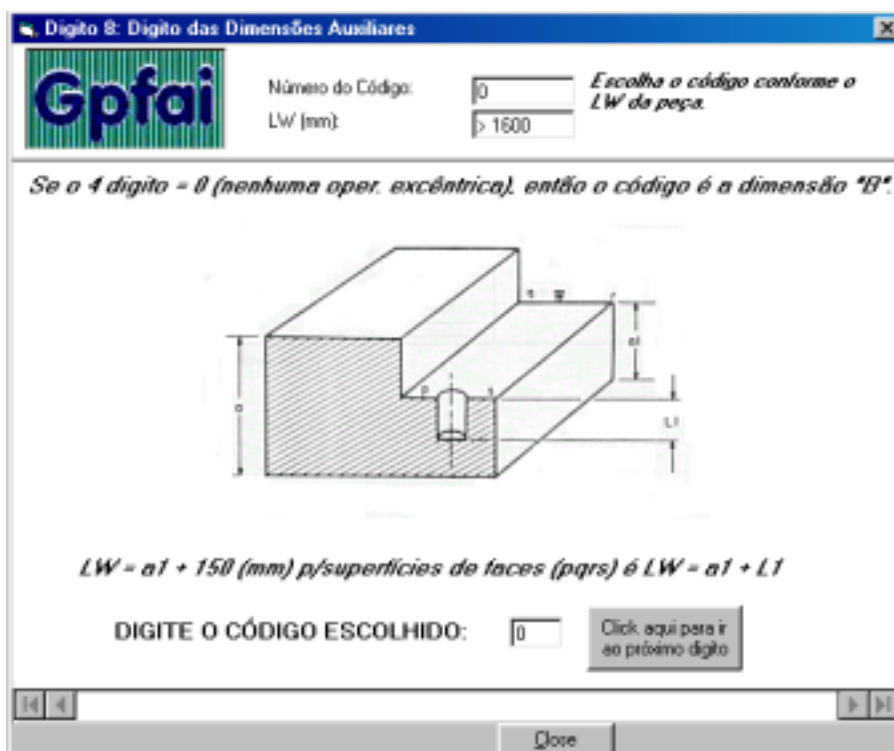 Digito 8: Digito das Dimensões Auxiliares
Gpfai
Número do Código: 0
LW (mm): > 1600
Escolha o código conforme o
LW da peça.
Se o 4 digito = 0 (nenhuma oper. excêntrica), então o código é a dimensão "B".
a
a1
L1
p
q
r
s
LW = a1 + 150 (mm) p/superfícies de faces (pqrs) é LW = a1 + L1
DIGITE O CÓDIGO ESCOLHIDO: 0
Click aqui para ir
ao próximo digito
Close